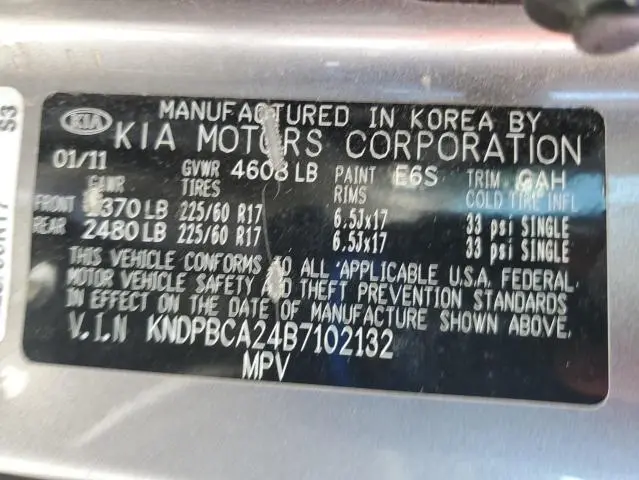 MANUFACTURED IN KOREA BY
KIA KIA MOTORS CORPORATION
01/11 GVWR 4608 LB PAINT E6S TRIM GAH
GAWR TIRES RIMS COLD TIRE INFL
FRONT 2370 LB 225/60 R17 6.5Jx17 33 psi SINGLE
REAR 2480 LB 225/60 R17 6.5Jx17 33 psi SINGLE
THIS VEHICLE CONFORMS TO ALL APPLICABLE U.S.A. FEDERAL
MOTOR VEHICLE SAFETY AND THEFT PREVENTION STANDARDS
IN EFFECT ON THE DATE OF MANUFACTURE SHOWN ABOVE.
V.I.N KNDPBCA24B7102132
MPV
S3